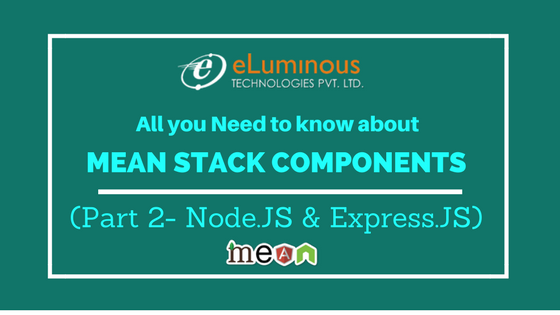 eLuminous
TECHNOLOGIES PVT. LTD.
All you Need to know about
MEAN STACK COMPONENTS
(Part 2- Node.JS & Express.JS)
mean